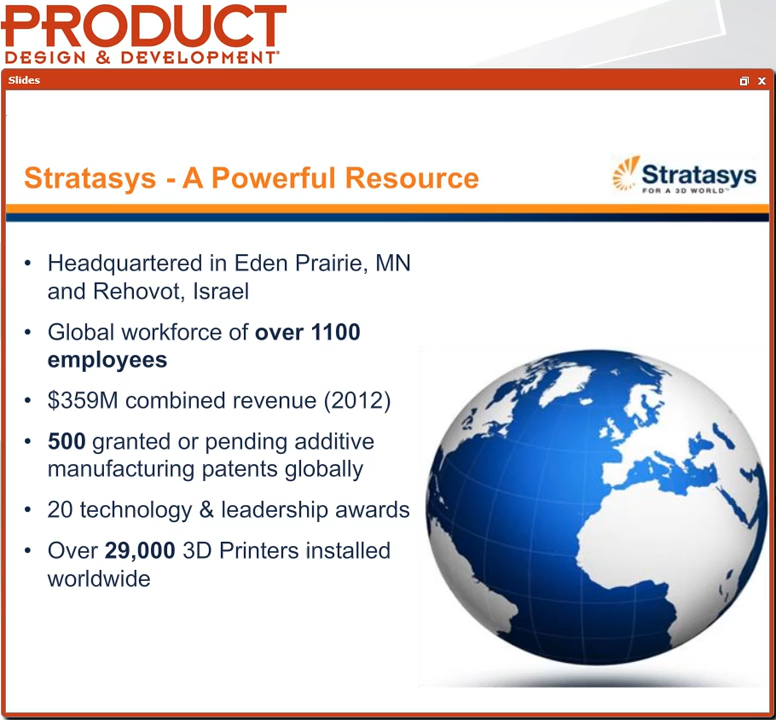 PRODUCT
DESIGN & DEVELOPMENT®
Slides
Stratasys - A Powerful Resource
Stratasys
FOR A 3D WORLD™
• Headquartered in Eden Prairie, MN
and Rehovot, Israel
• Global workforce of over 1100
employees
• $359M combined revenue (2012)
• 500 granted or pending additive
manufacturing patents globally
• 20 technology & leadership awards
• Over 29,000 3D Printers installed
worldwide